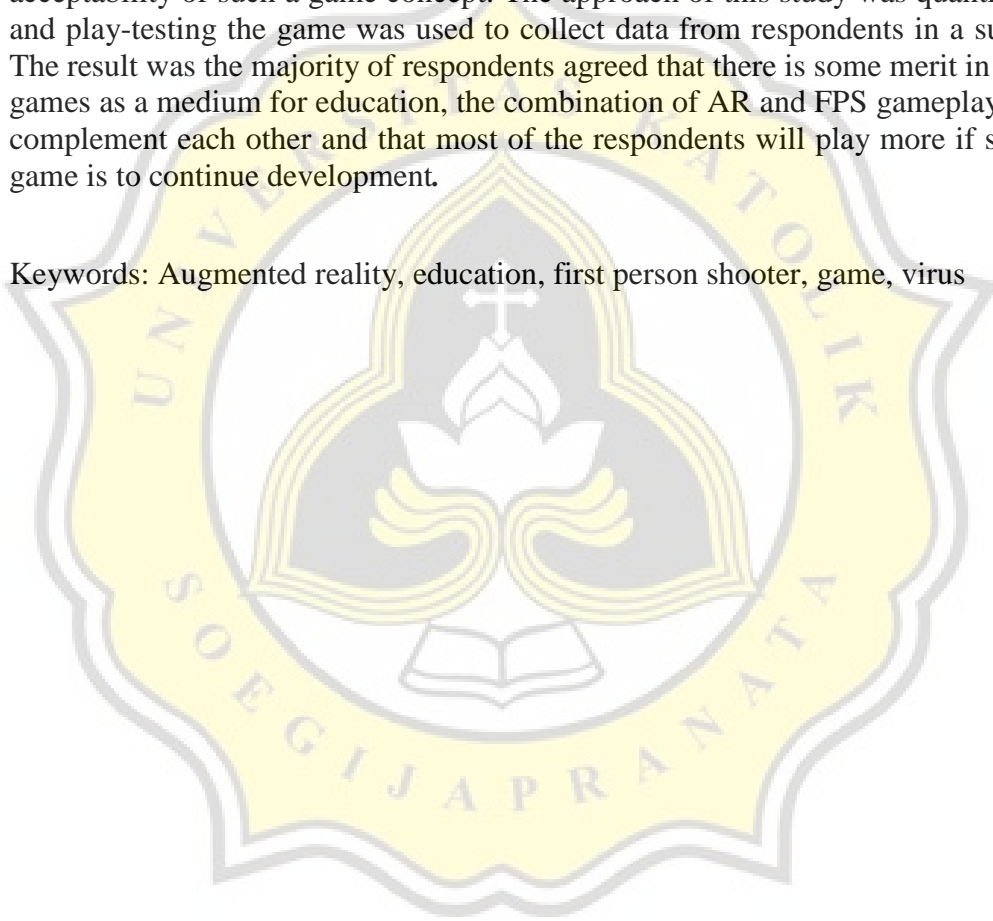 acceptability of such a game concept. The approach of this study was
and play-testing the game was used to collect data from respondents in a
The result was the majority of respondents agreed that there is some merit in
games as a medium for education, the combination of AR and FPS gameplay
complement each other and that most of the respondents will play more if
game is to continue development.
Keywords: Augmented reality, education, first person shooter, game, virus
UNIVERSITAS KATOLIK
SOEGIJAPRANATA